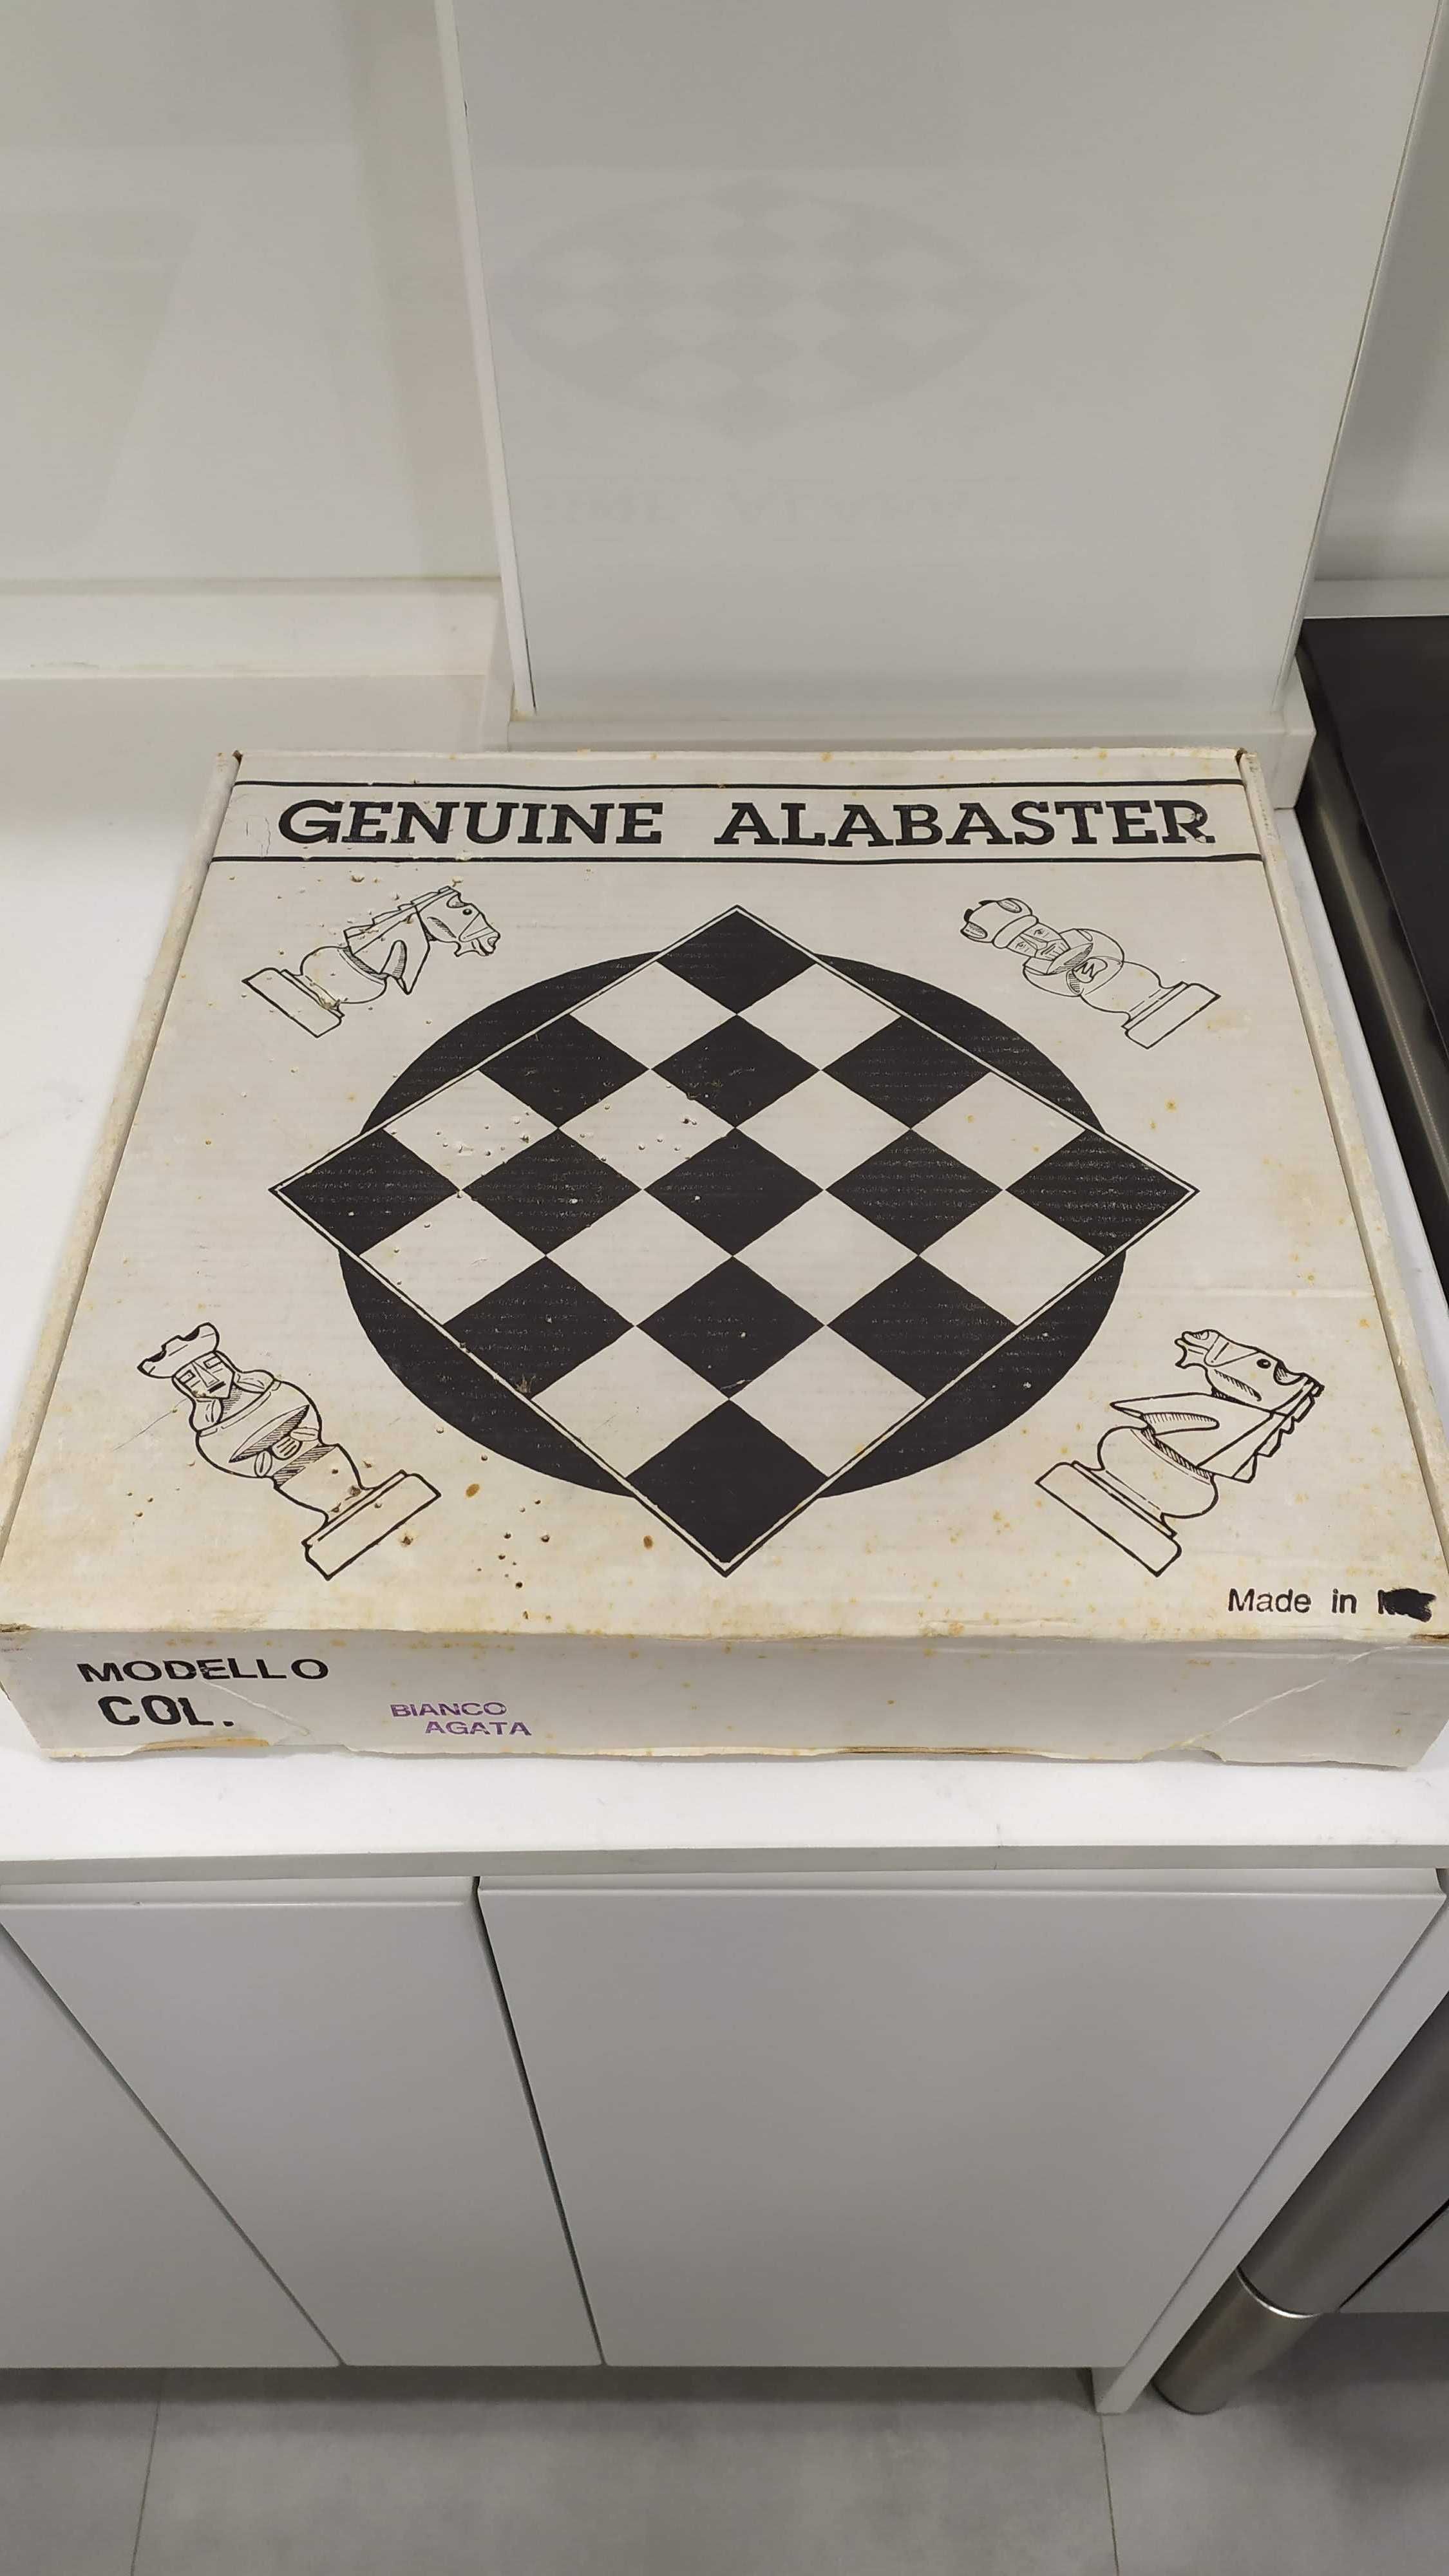 GENUINE ALABASTER
Made in
MODELLO
COL.
BIANCO
AGATA